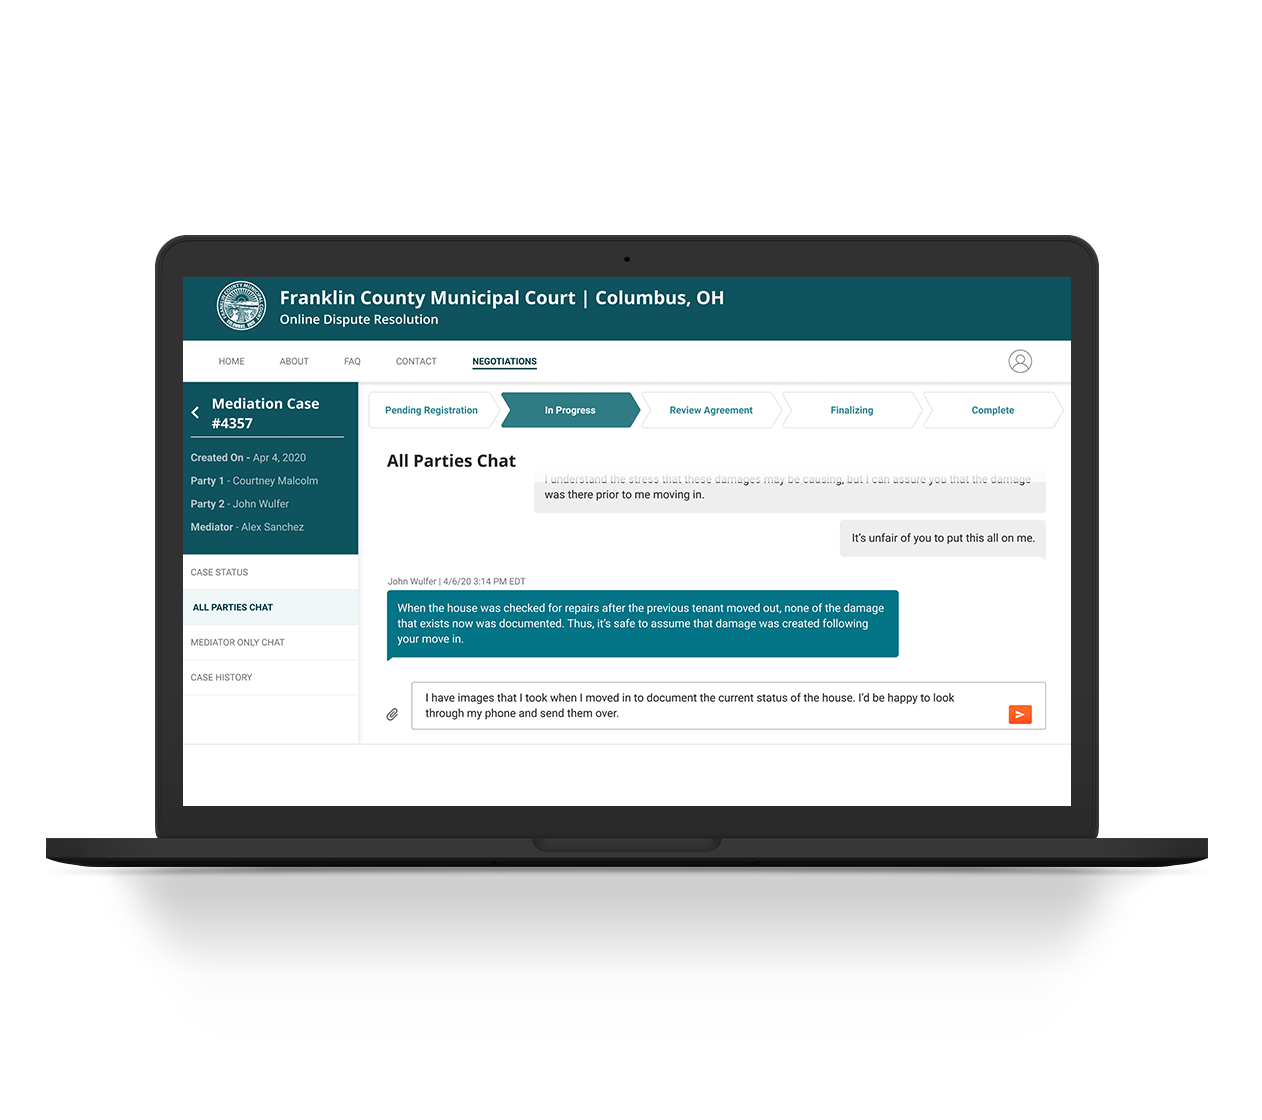 Franklin County Municipal Court | Columbus, OH
Online Dispute Resolution
HOME ABOUT FAQ CONTACT NEGOTIATIONS
Mediation Case
#4357
Created On - Apr 4, 2020
Party 1 - Courtney Malcolm
Party 2 - John Wulfer
Mediator - Alex Sanchez
CASE STATUS
ALL PARTIES CHAT
MEDIATOR ONLY CHAT
CASE HISTORY
Pending Registration In Progress Review Agreement Finalizing Complete
All Parties Chat
I understand the stress that these damages may be causing, but I can assure you that the damage
was there prior to me moving in.
It's unfair of you to put this all on me.
John Wulfer | 4/6/20 3:14 PM EDT
When the house was checked for repairs after the previous tenant moved out, none of the damage
that exists now was documented. Thus, it's safe to assume that damage was created following
your move in.
I have images that I took when I moved in to document the current status of the house. I'd be happy to look
through my phone and send them over.